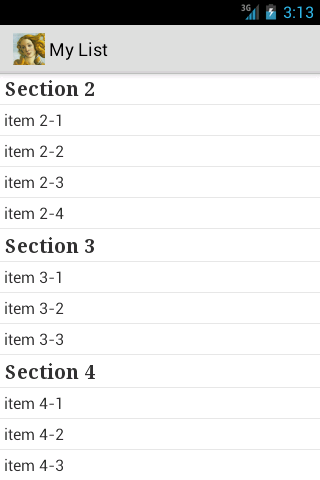 3G 3:13
My List
Section 2
item 2-1
item 2-2
item 2-3
item 2-4
Section 3
item 3-1
item 3-2
item 3-3
Section 4
item 4-1
item 4-2
item 4-3